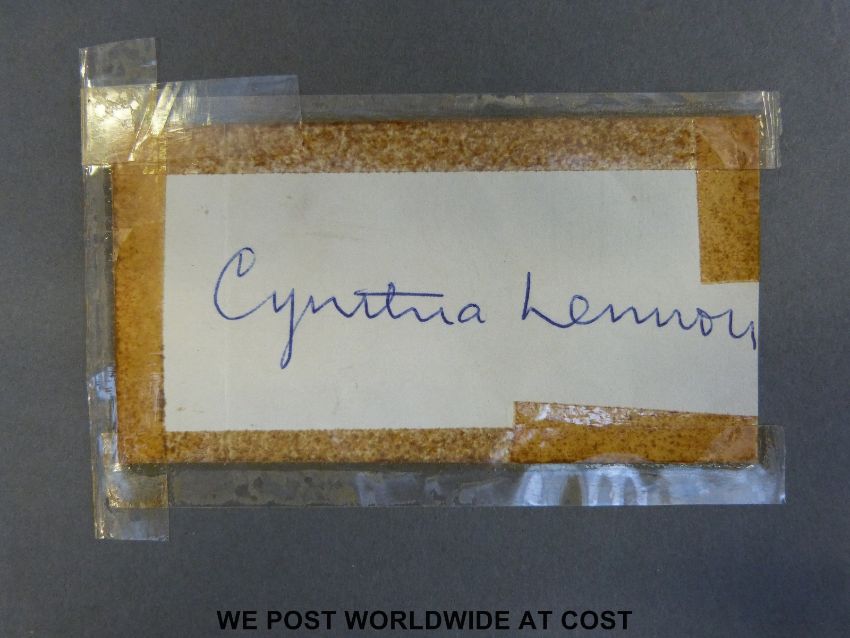 Cynthia Lennon
WE POST WORLDWIDE AT COST